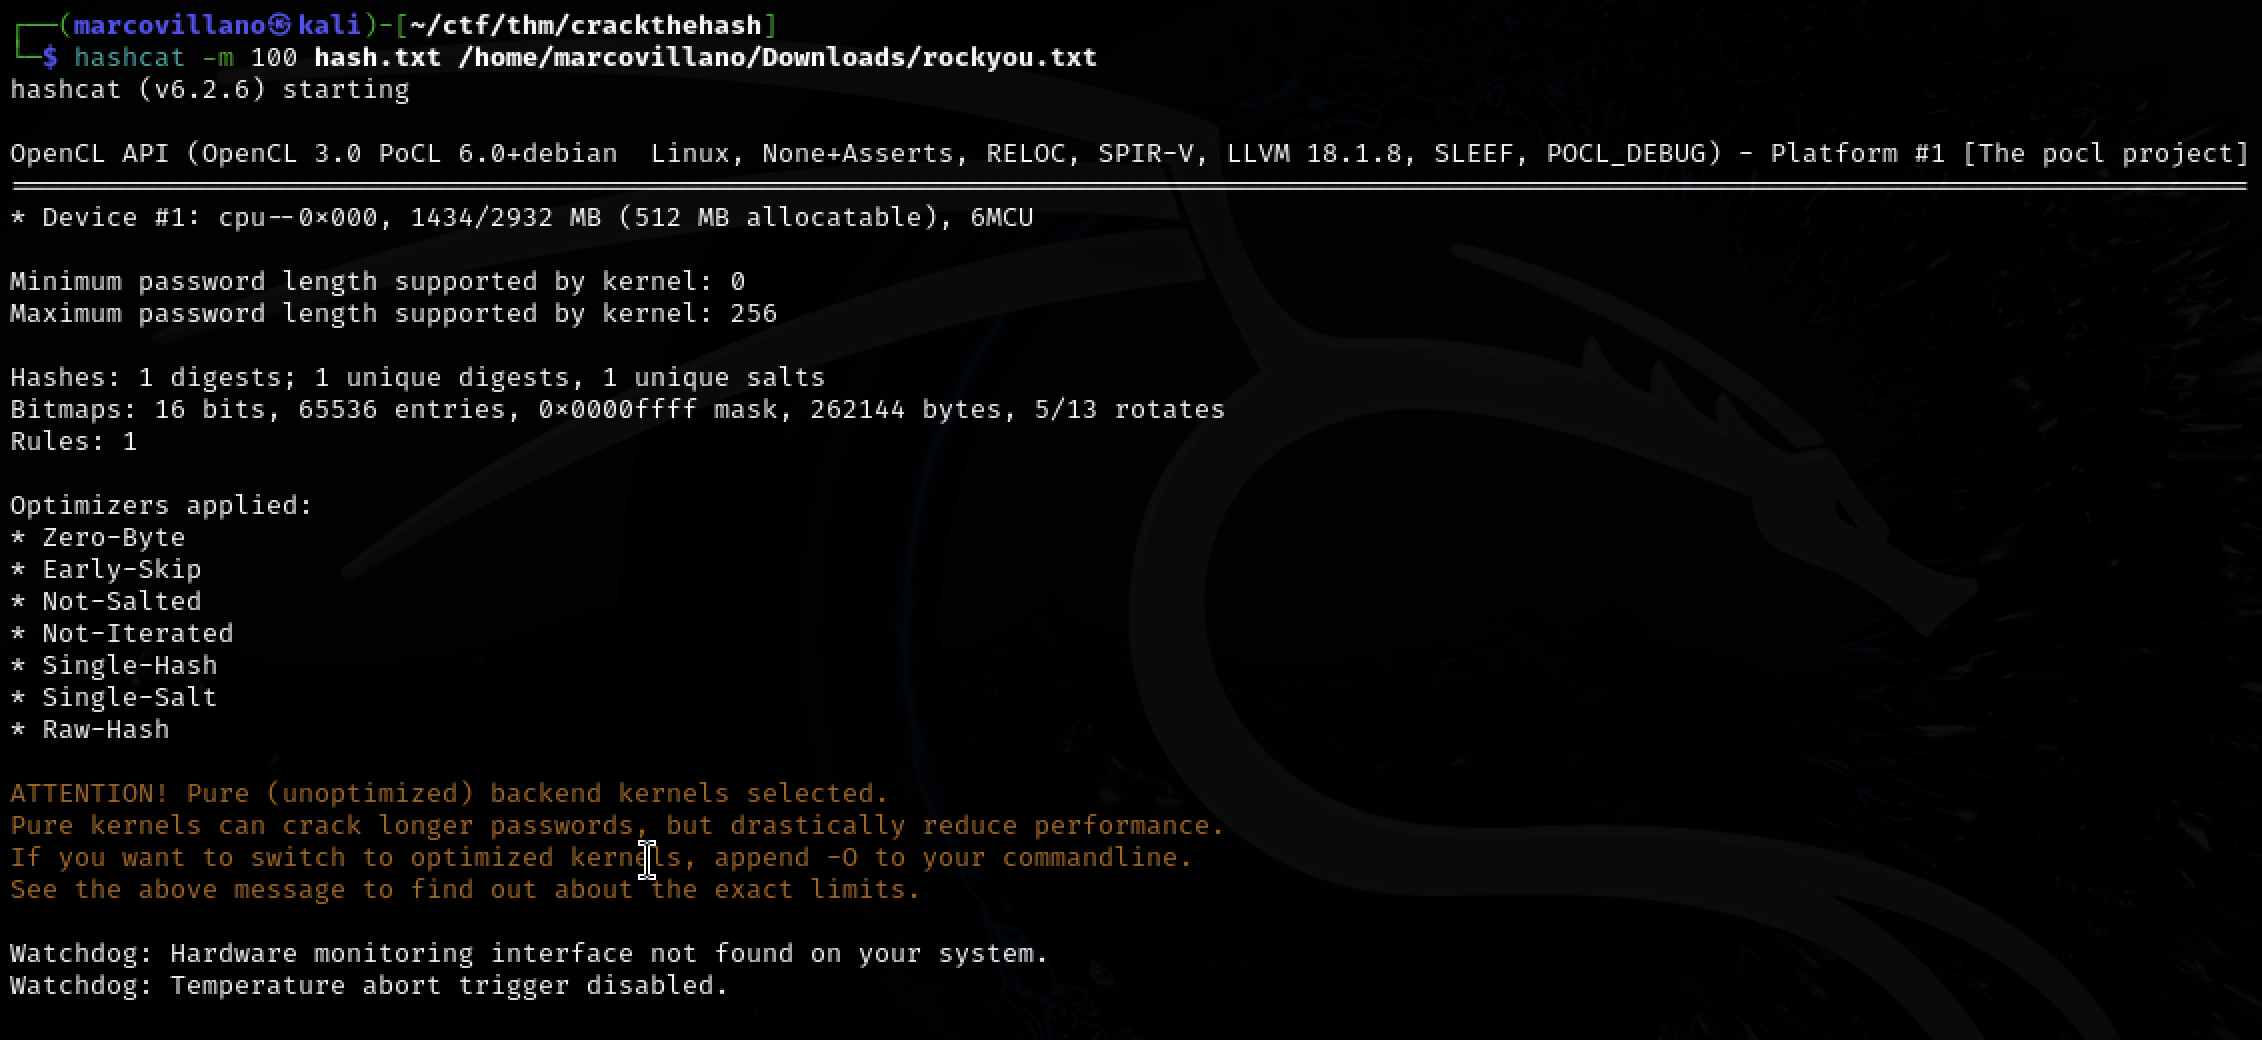 ┌──(marcovillano㉿kali)-[~/ctf/thm/crackthehash]
└─$ hashcat -m 100 hash.txt /home/marcovillano/Downloads/rockyou.txt
hashcat (v6.2.6) starting
OpenCL API (OpenCL 3.0 PoCL 6.0+debian  Linux, None+Asserts, RELOC, SPIR-V, LLVM 18.1.8, SLEEF, POCL_DEBUG) - Platform #1 [The pocl project]
* Device #1: cpu--0×000, 1434/2932 MB (512 MB allocatable), 6MCU
Minimum password length supported by kernel: 0
Maximum password length supported by kernel: 256
Hashes: 1 digests; 1 unique digests, 1 unique salts
Bitmaps: 16 bits, 65536 entries, 0×0000ffff mask, 262144 bytes, 5/13 rotates
Rules: 1
Optimizers applied:
* Zero-Byte
* Early-Skip
* Not-Salted
* Not-Iterated
* Single-Hash
* Single-Salt
* Raw-Hash
ATTENTION! Pure (unoptimized) backend kernels selected.
Pure kernels can crack longer passwords, but drastically reduce performance.
If you want to switch to optimized kernels, append -O to your commandline.
See the above message to find out about the exact limits.
Watchdog: Hardware monitoring interface not found on your system.
Watchdog: Temperature abort trigger disabled.